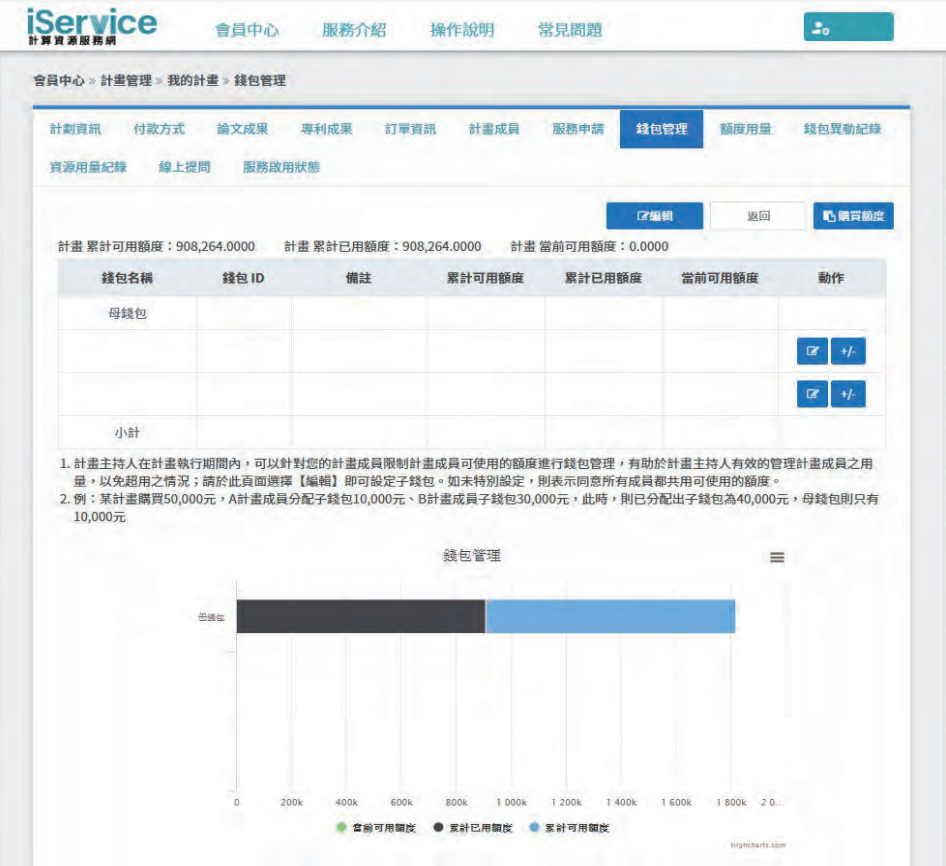 iService
計算資源服務網
會員中心 服務介紹 操作說明 常見問題
會員中心 » 計畫管理 » 我的計畫 » 錢包管理
計劃資訊 付款方式 論文成果 專利成果 訂單資訊 計畫成員 服務申請 錢包管理 額度用量 錢包異動紀錄
資源用量紀錄 線上提問 服務啟用狀態
編輯 返回 購買額度
計畫 累計可用額度:908,264.0000 計畫 累計已用額度:908,264.0000 計畫 當前可用額度:0.0000
錢包名稱 錢包 ID 備註 累計可用額度 累計已用額度 當前可用額度 動作
母錢包
+/-
+/-
小計
1. 計畫主持人在計畫執行期間內,可以針對您的計畫成員限制計畫成員可使用的額度進行錢包管理,有助於計畫主持人有效的管理計畫成員之用
量,以免超用之情況;請於此頁面選擇【編輯】即可設定子錢包。如未特別設定,則表示同意所有成員都共用可使用的額度。
2. 例:某計畫購買50,000元,A計畫成員分配子錢包10,000元、B計畫成員子錢包30,000元,此時,則已分配出子錢包為40,000元,母錢包則只有
10,000元
錢包管理
母錢包
0 200k 400k 600k 800k 1 000k 1 200k 1 400k 1 600k 1 800k 2 0...
當前可用額度 累計已用額度 累計可用額度
Highcharts.com